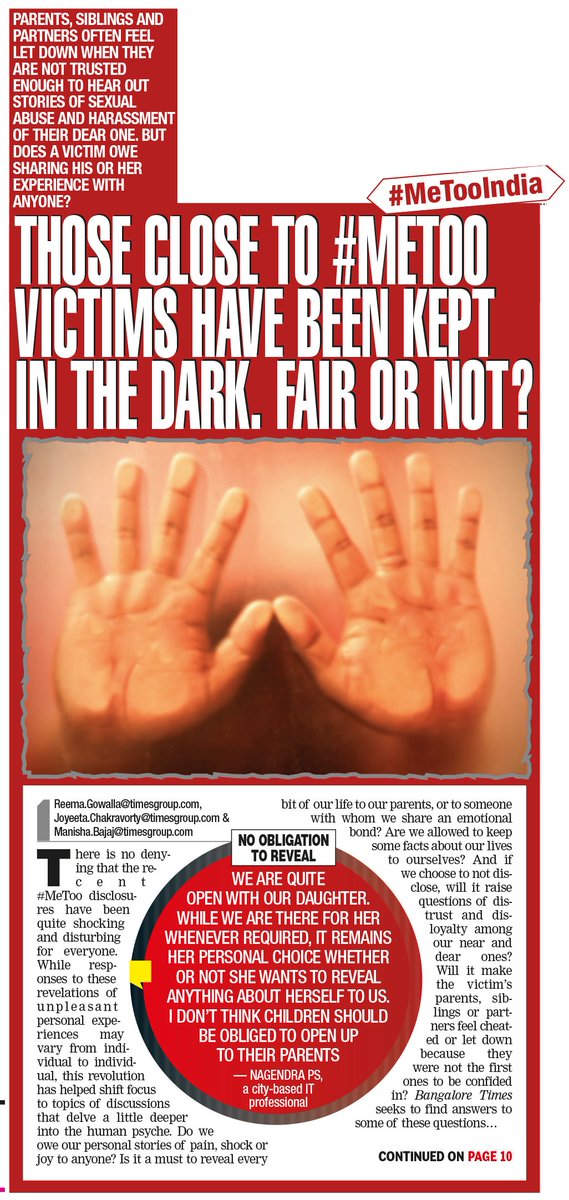 PARENTS, SIBLINGS AND
PARTNERS OFTEN FEEL
LET DOWN WHEN THEY
ARE NOT TRUSTED
ENOUGH TO HEAR OUT
STORIES OF SEXUAL
ABUSE AND HARASSMENT
OF THEIR DEAR ONE. BUT
DOES A VICTIM OWE
SHARING HIS OR HER
EXPERIENCE WITH
ANYONE?
#MeTooIndia
THOSE CLOSE TO #METOO
VICTIMS HAVE BEEN KEPT
IN THE DARK. FAIR OR NOT?
Reema.Gowalla@timesgroup.com,
Joyeeta.Chakravorty@timesgroup.com &
Manisha.Bajaj@timesgroup.com
There is no deny-
ing that the re-
cent
#MeToo disclosu-
res have been
quite shocking
and disturbing
for everyone.
While resp-
onses to these
revelations of
unpleasant
personal expe-
riences may
vary from indi-
vidual to individ-
ual, this revolution
has helped shift focus
to topics of discussions
that delve a little deeper
into the human psyche. Do we
owe our personal stories of pain, shock or
joy to anyone? Is it a must to reveal every
NO OBLIGATION
TO REVEAL
WE ARE QUITE
OPEN WITH OUR DAUGHTER.
WHILE WE ARE THERE FOR HER
WHENEVER REQUIRED, IT REMAINS
HER PERSONAL CHOICE WHETHER
OR NOT SHE WANTS TO REVEAL
ANYTHING ABOUT HERSELF TO US.
I DON'T THINK CHILDREN SHOULD
BE OBLIGED TO OPEN UP
TO THEIR PARENTS
— NAGENDRA PS,
a city-based IT
professional
bit of our life to our parents, or to someone
with whom we share an emotional
bond? Are we allowed to keep
some facts about our lives
to ourselves? And if
we choose to not dis-
close, will it raise
questions of dis-
trust and dis-
loyalty among
our near and
dear ones?
Will it make
the victim's
parents, sib-
lings or part-
ners feel cheat-
ed or let down
because they
were not the first
ones to be confided
in? Bangalore Times
seeks to find answers to
some of these questions...
CONTINUED ON PAGE 10